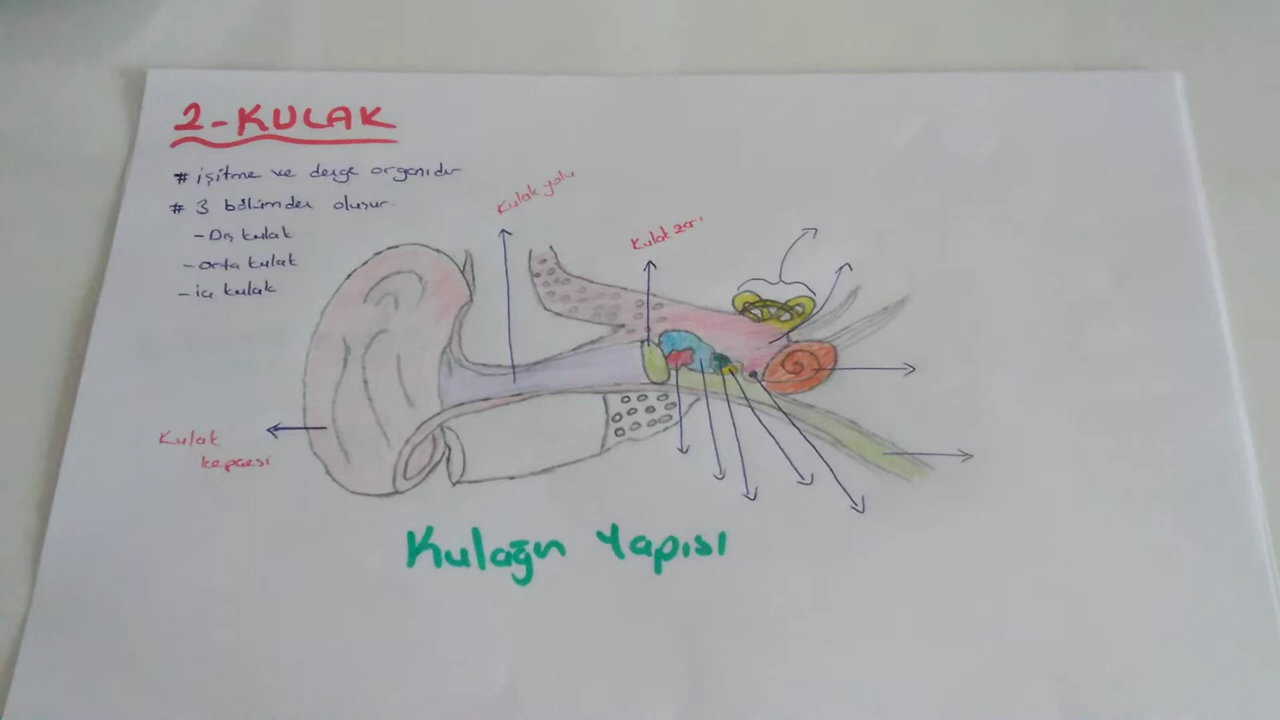 2-KULAK
# işitme ve denge organıdır
# 3 bölümden oluşur.
- Dış kulak
- orta kulak
- iç kulak
Kulak yolu
Kulak zarı
Kulak
kepçesi
Kulağın Yapısı